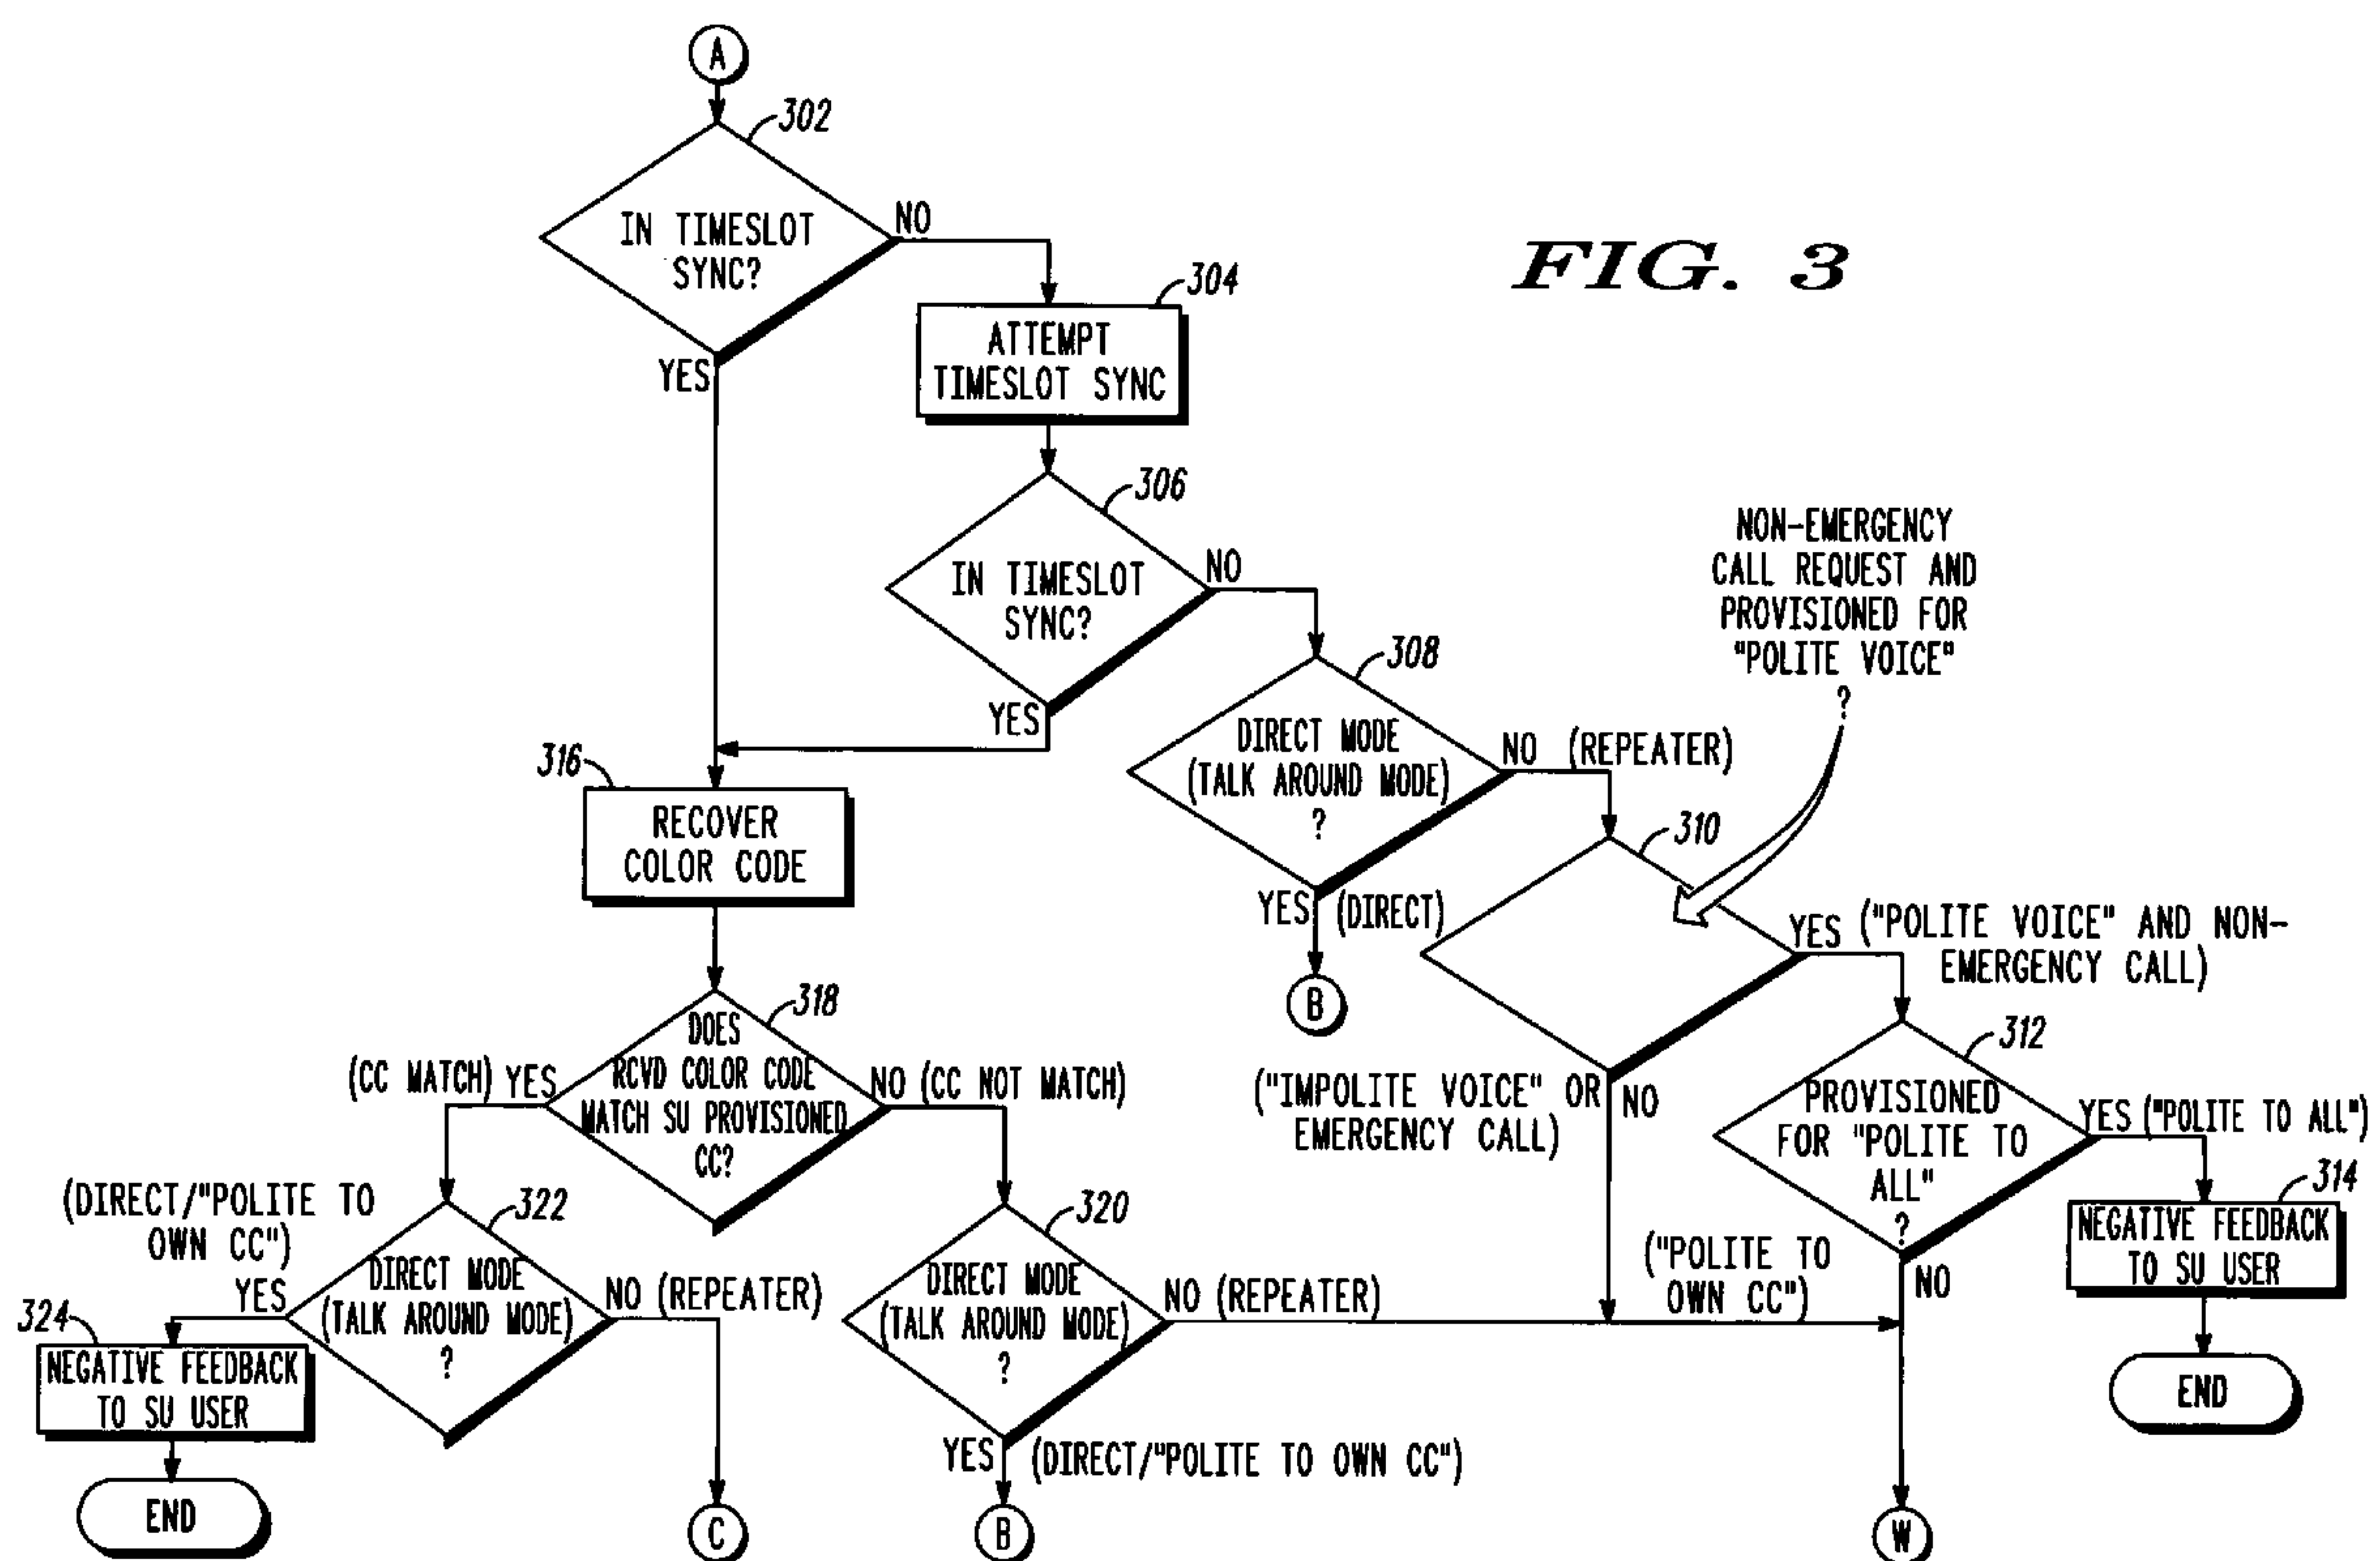 A
302
IN TIMESLOT
SYNC?
NO
YES
FIG. 3
304
ATTEMPT
TIMESLOT SYNC
306
IN TIMESLOT
SYNC?
NO
YES
NON-EMERGENCY
CALL REQUEST AND
PROVISIONED FOR
"POLITE VOICE"
?
308
DIRECT MODE
(TALK AROUND MODE)
?
NO (REPEATER)
YES (DIRECT)
B
310
YES ("POLITE VOICE" AND NON-
EMERGENCY CALL)
("IMPOLITE VOICE" OR
EMERGENCY CALL)
NO
312
PROVISIONED
FOR "POLITE TO
ALL"
?
YES ("POLITE TO ALL")
("POLITE TO
OWN CC")
NO
314
NEGATIVE FEEDBACK
TO SU USER
END
316
RECOVER
COLOR CODE
318
DOES
RCVD COLOR CODE
MATCH SU PROVISIONED
CC?
(CC MATCH) YES
NO (CC NOT MATCH)
322
(DIRECT/"POLITE TO
OWN CC")
YES
DIRECT MODE
(TALK AROUND MODE)
?
NO (REPEATER)
324
NEGATIVE FEEDBACK
TO SU USER
END
C
320
DIRECT MODE
(TALK AROUND MODE)
?
NO (REPEATER)
YES (DIRECT/"POLITE TO OWN CC")
B
W